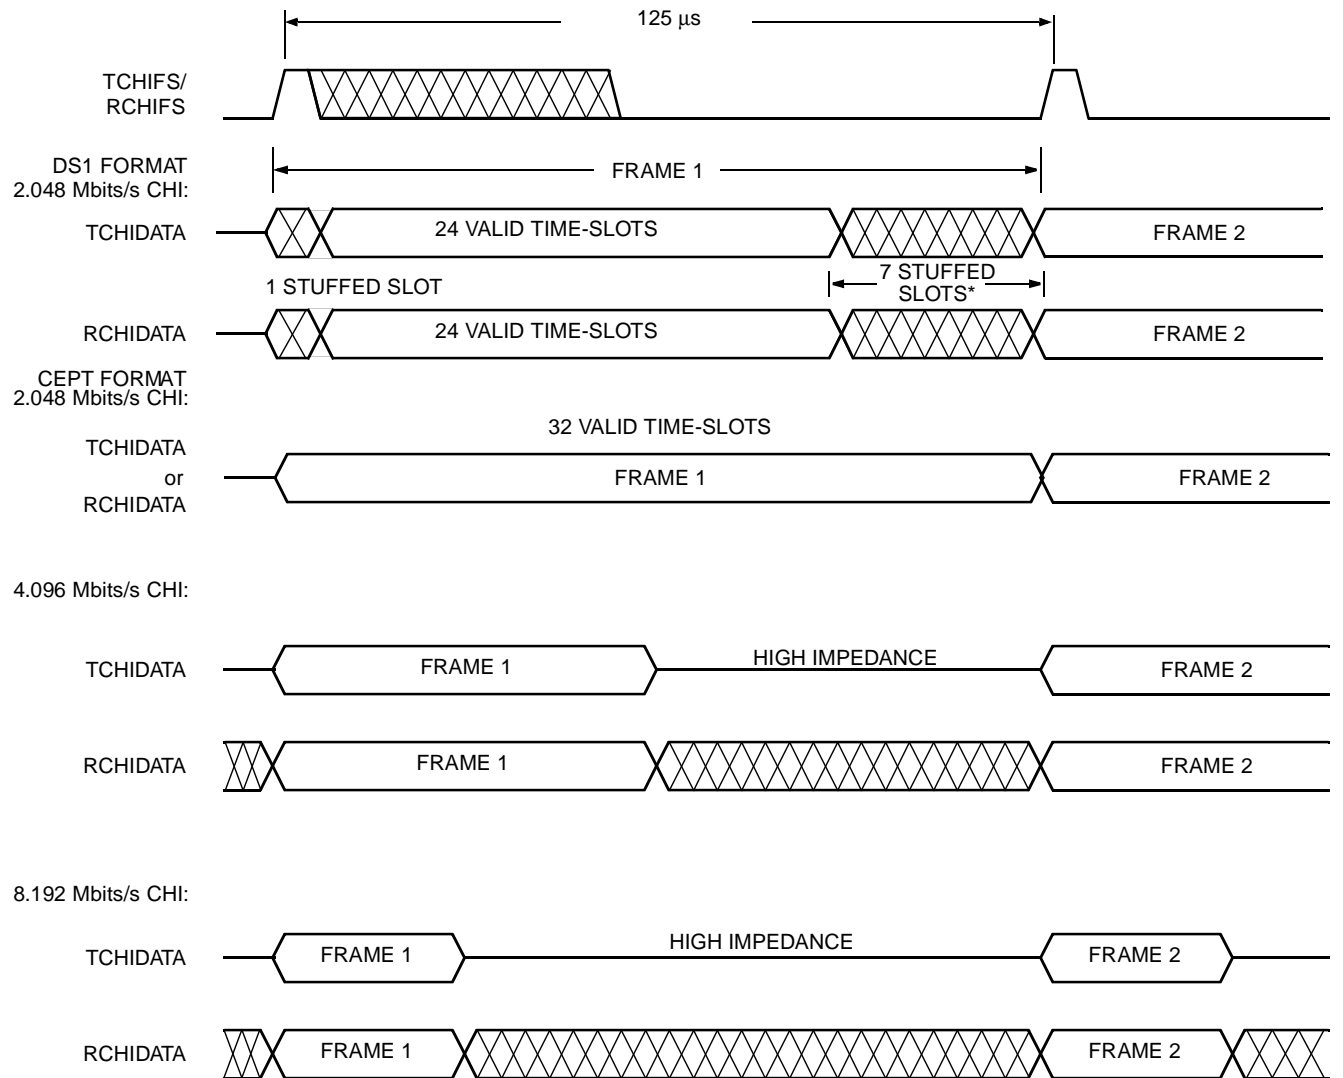 125 μs
TCHIFS/
RCHIFS
DS1 FORMAT
2.048 Mbits/s CHI:
FRAME 1
TCHIDATA
24 VALID TIME-SLOTS
FRAME 2
1 STUFFED SLOT
7 STUFFED
SLOTS*
RCHIDATA
24 VALID TIME-SLOTS
FRAME 2
CEPT FORMAT
2.048 Mbits/s CHI:
32 VALID TIME-SLOTS
TCHIDATA
or
RCHIDATA
FRAME 1
FRAME 2
4.096 Mbits/s CHI:
TCHIDATA
FRAME 1
HIGH IMPEDANCE
FRAME 2
RCHIDATA
FRAME 1
FRAME 2
8.192 Mbits/s CHI:
TCHIDATA
FRAME 1
HIGH IMPEDANCE
FRAME 2
RCHIDATA
FRAME 1
FRAME 2